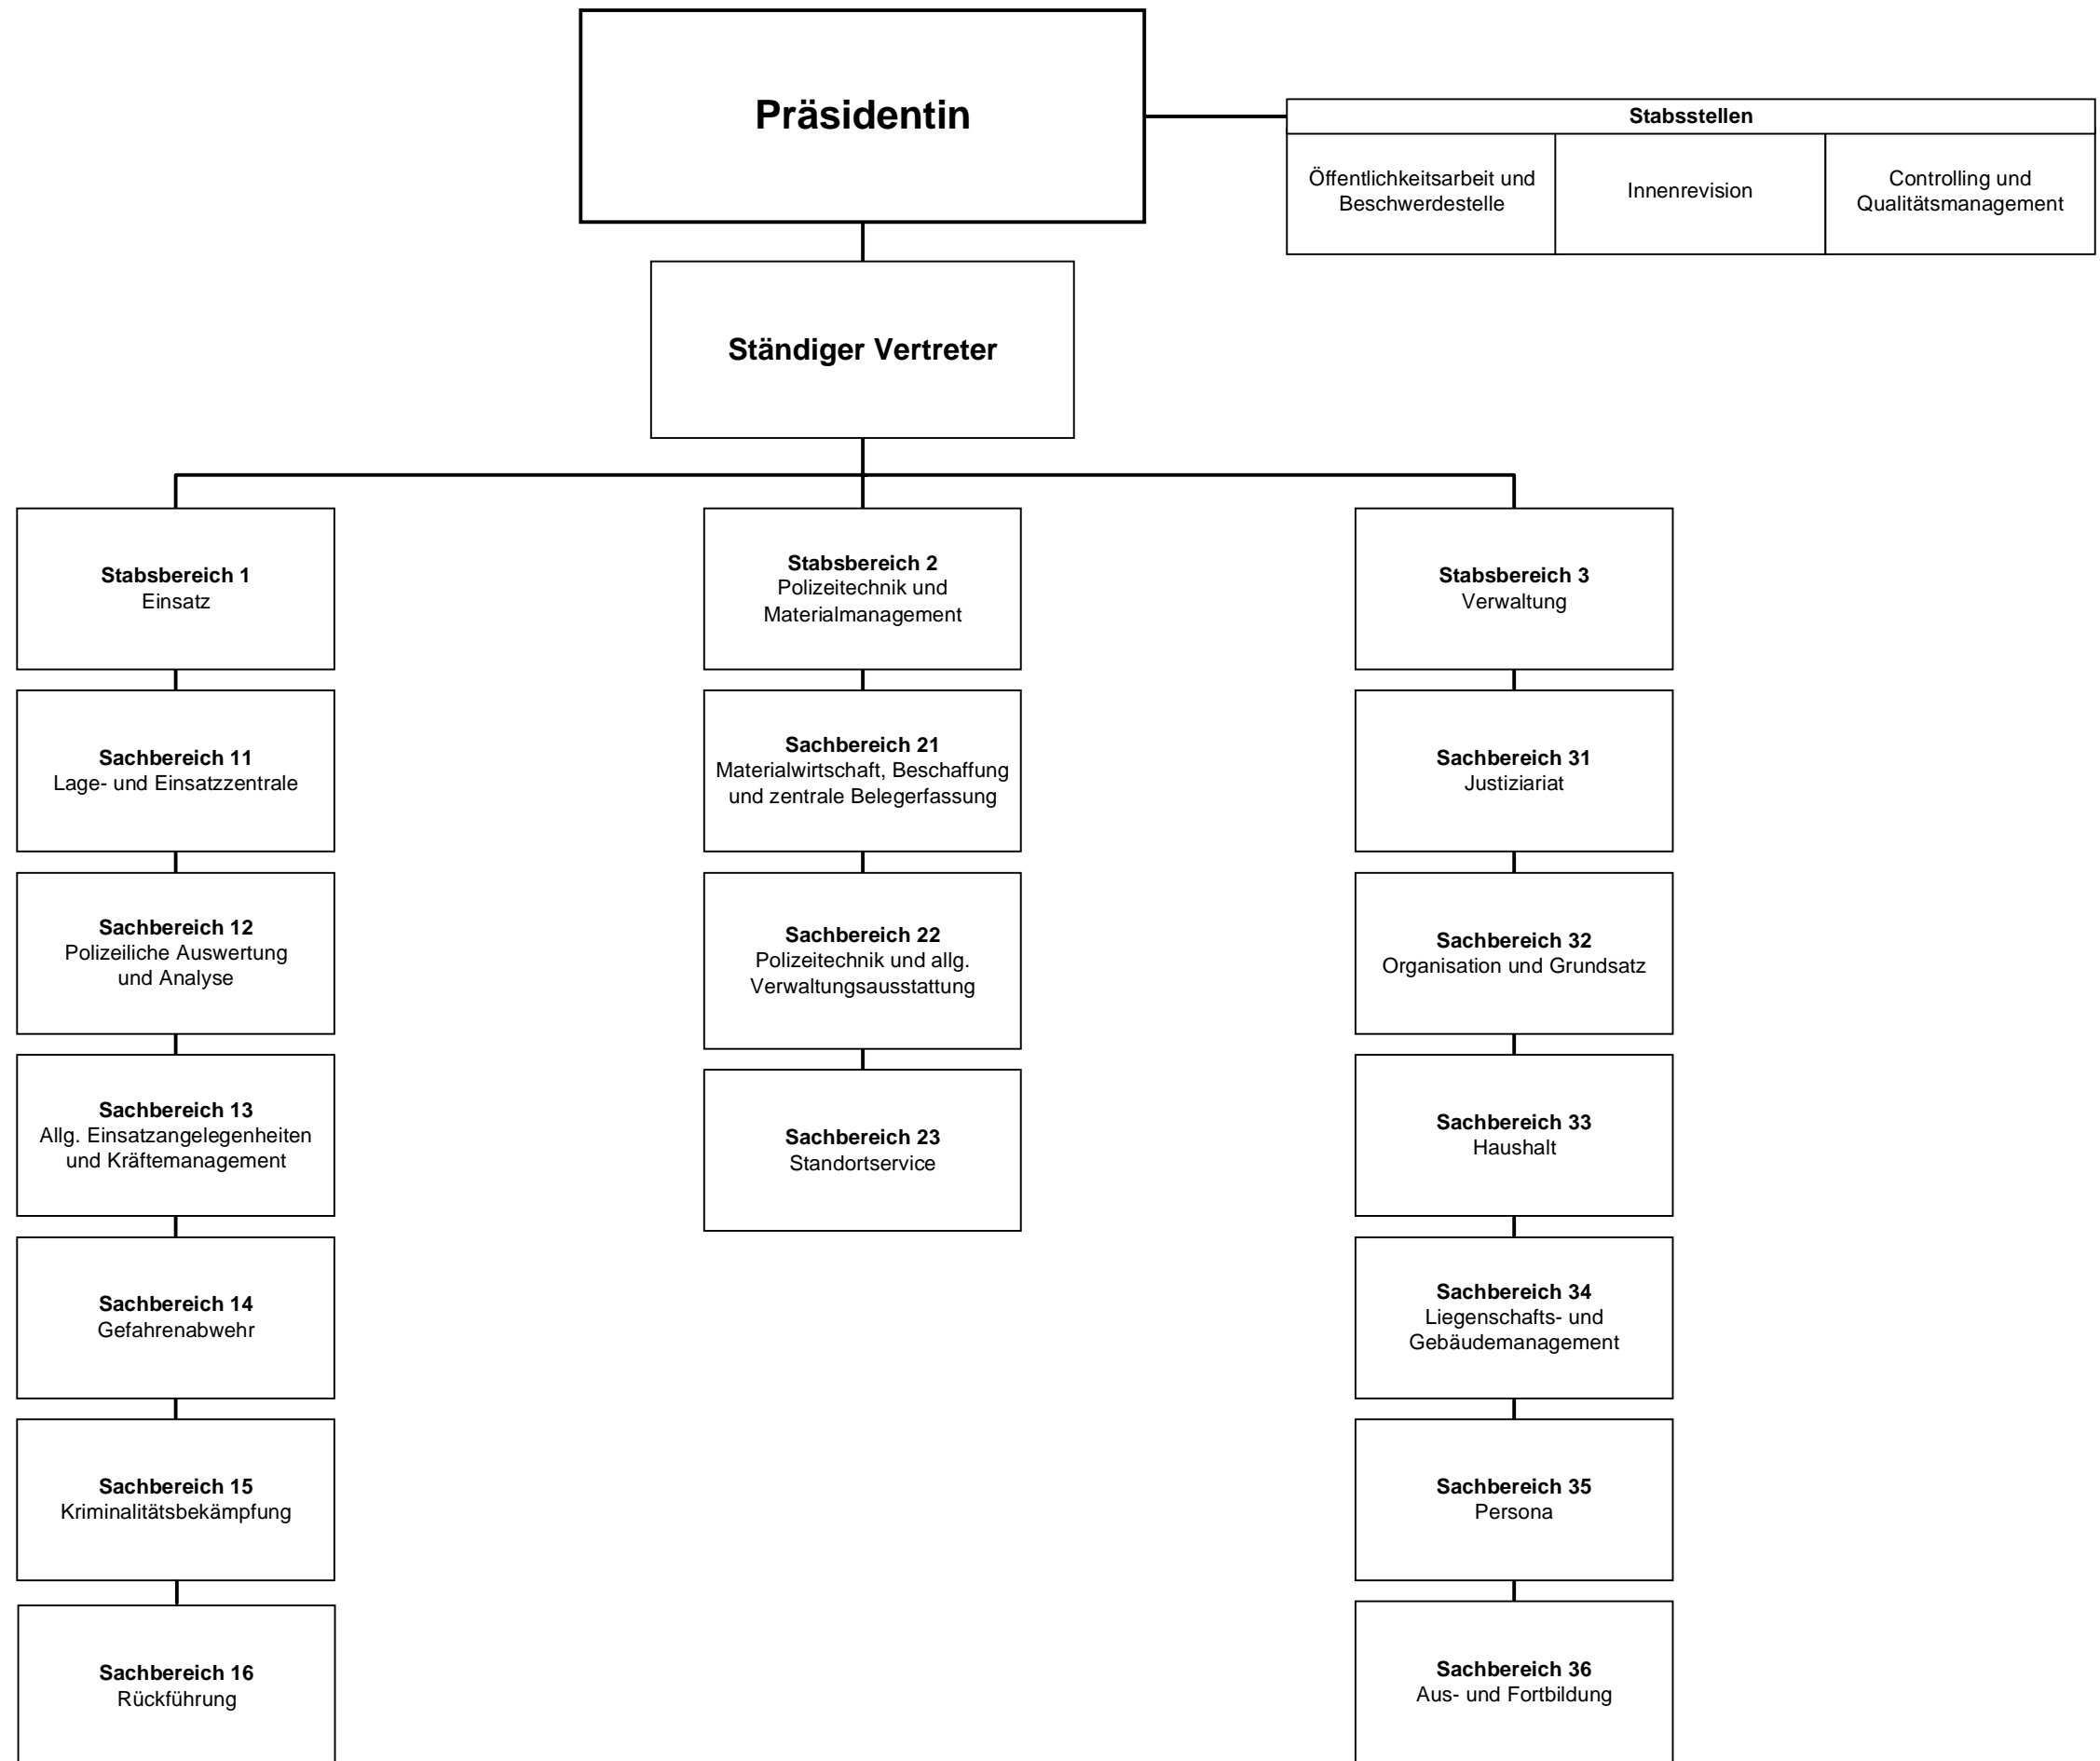 Präsidentin
Stabsstellen
Öffentlichkeitsarbeit und
Beschwerdestelle
Innenrevision
Controlling und
Qualitätsmanagement
Ständiger Vertreter
Stabsbereich 1
Einsatz
Sachbereich 11
Lage- und Einsatzzentrale
Sachbereich 12
Polizeiliche Auswertung
und Analyse
Sachbereich 13
Allg. Einsatzangelegenheiten
und Kräftemanagement
Sachbereich 14
Gefahrenabwehr
Sachbereich 15
Kriminalitätsbekämpfung
Sachbereich 16
Rückführung
Stabsbereich 2
Polizeitechnik und
Materialmanagement
Sachbereich 21
Materialwirtschaft, Beschaffung
und zentrale Belegerfassung
Sachbereich 22
Polizeitechnik und allg.
Verwaltungsausstattung
Sachbereich 23
Standortservice
Stabsbereich 3
Verwaltung
Sachbereich 31
Justiziariat
Sachbereich 32
Organisation und Grundsatz
Sachbereich 33
Haushalt
Sachbereich 34
Liegenschafts- und
Gebäudemanagement
Sachbereich 35
Persona
Sachbereich 36
Aus- und Fortbildung